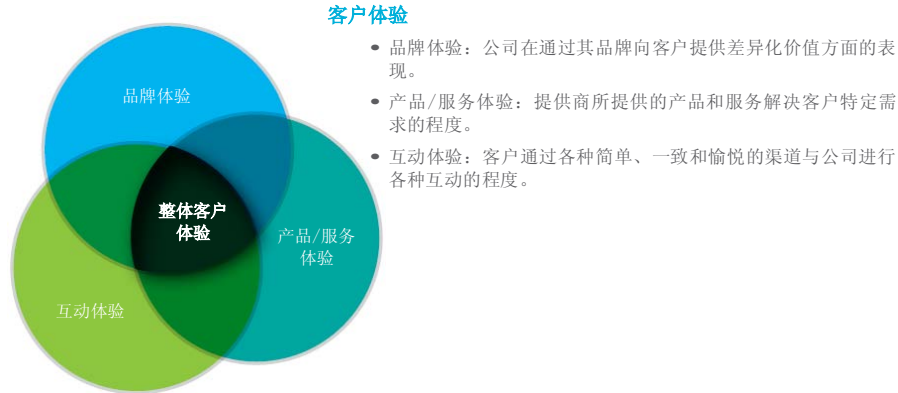 客户体验
• 品牌体验：公司在通过其品牌向客户提供差异化价值方面的表
现。
• 产品/服务体验：提供商所提供的产品和服务解决客户特定需
求的程度。
• 互动体验：客户通过各种简单、一致和愉悦的渠道与公司进行
各种互动的程度。
品牌体验
整体客户
体验
产品/服务
体验
互动体验